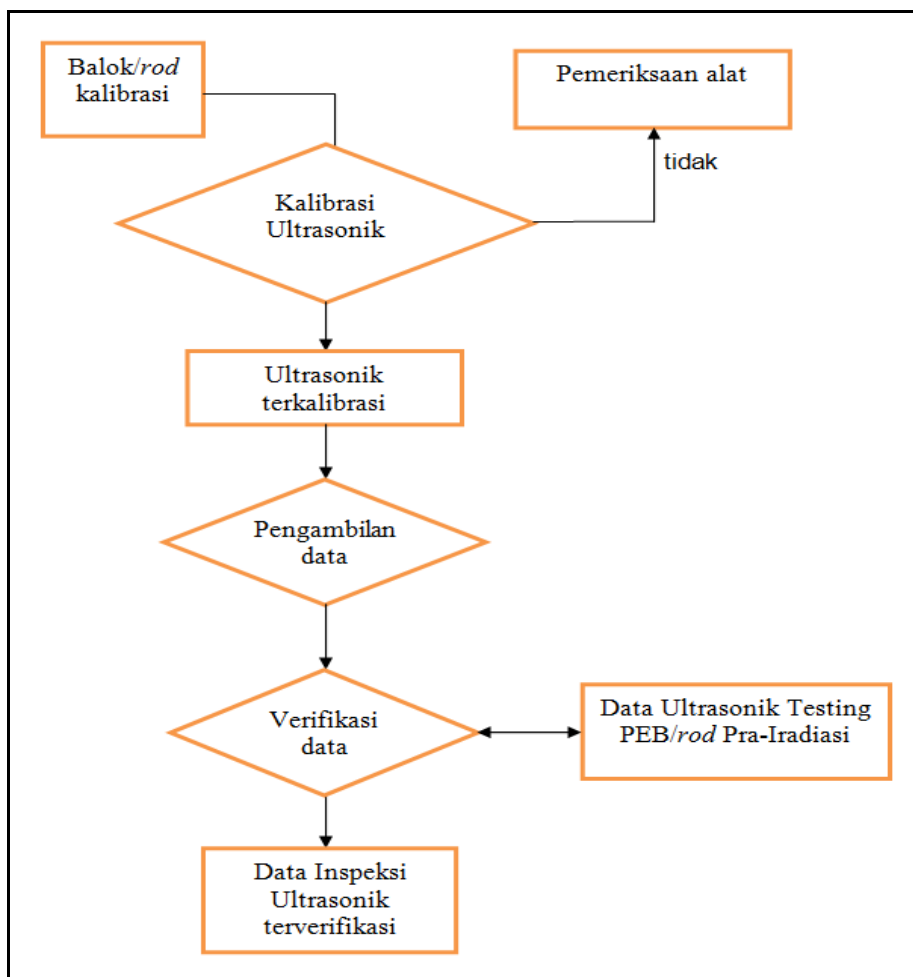 Balok/rod
kalibrasi
Pemeriksaan alat
tidak
Kalibrasi
Ultrasonik
Ultrasonik
terkalibrasi
Pengambilan
data
Verifikasi
data
Data Ultrasonik Testing
PEB/rod Pra-Iradiasi
Data Inspeksi
Ultrasonik
terverifikasi